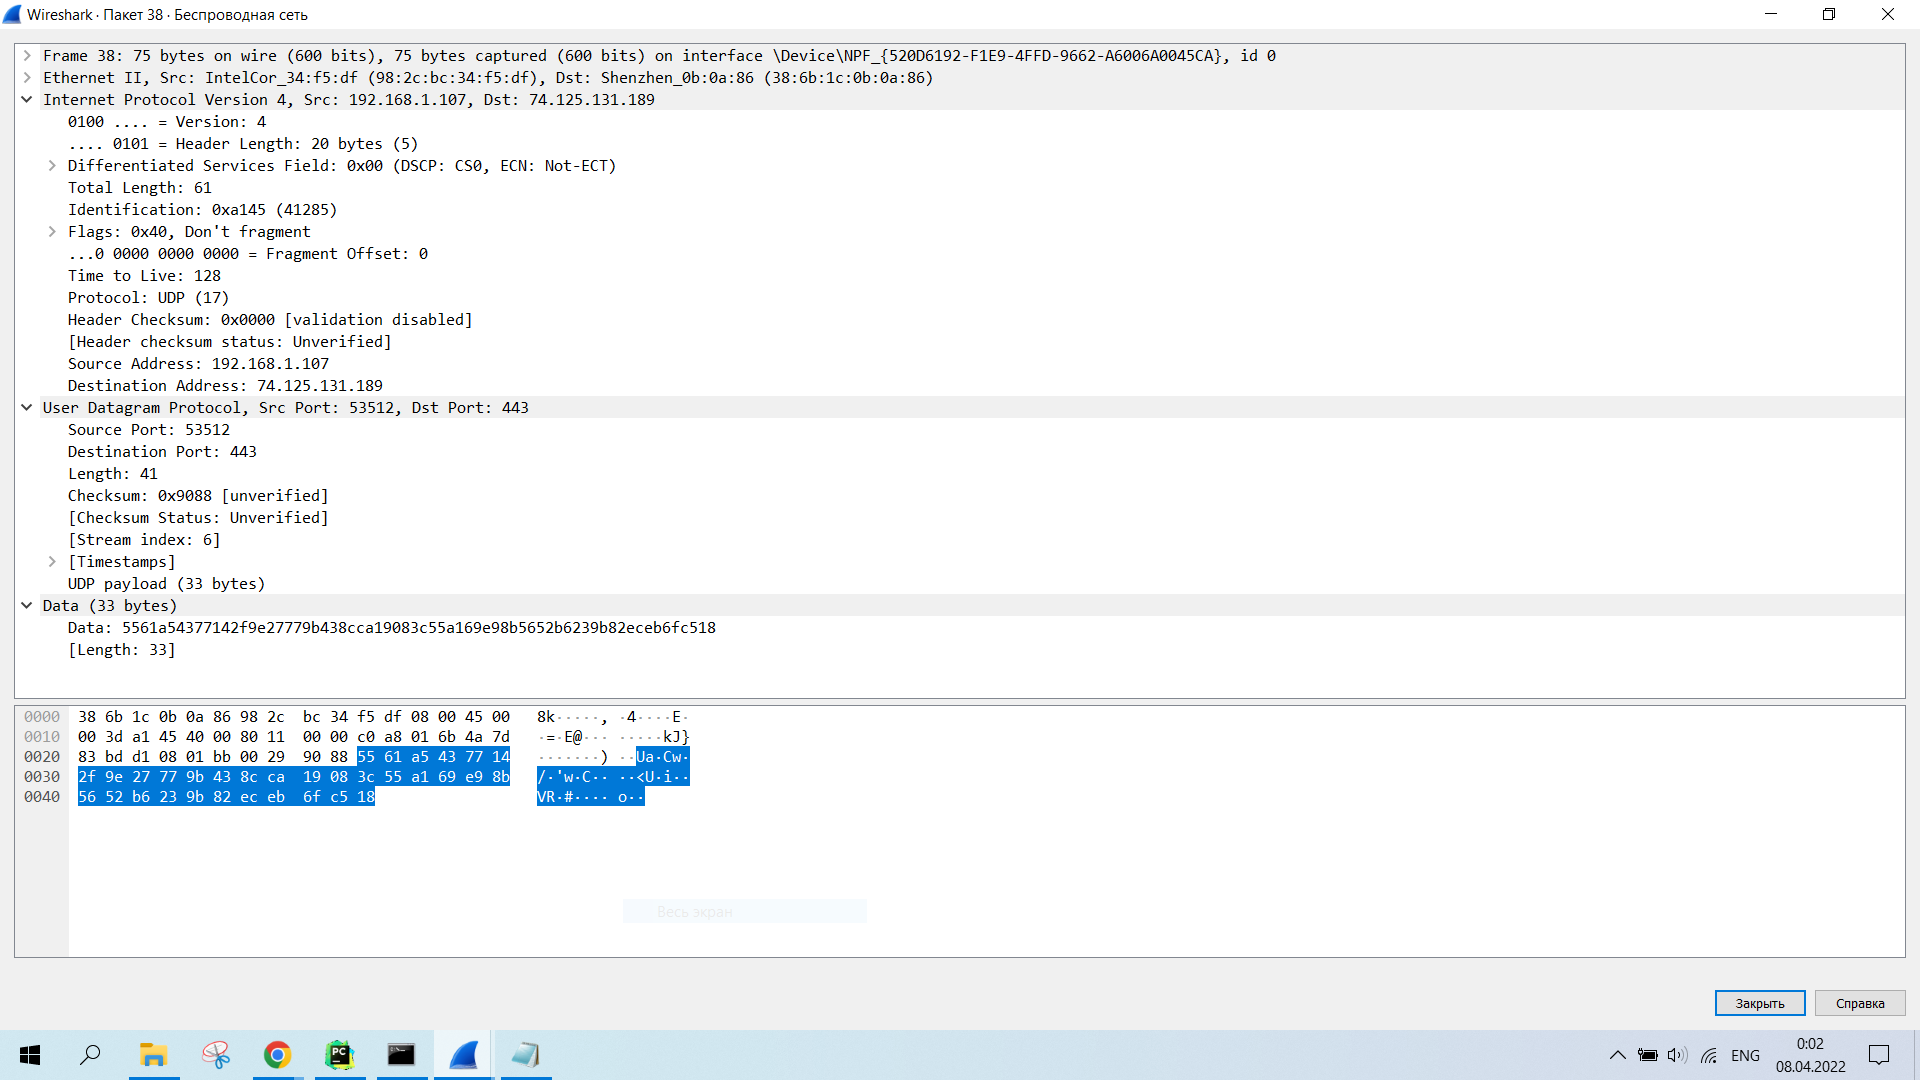 Wireshark · Пакет 38 · Беспроводная сеть
Frame 38: 75 bytes on wire (600 bits), 75 bytes captured (600 bits) on interface \Device\NPF_{520D6192-F1E9-4FFD-9662-A6006A0045CA}, id 0
Ethernet II, Src: IntelCor_34:f5:df (98:2c:bc:34:f5:df), Dst: Shenzhen_0b:0a:86 (38:6b:1c:0b:0a:86)
Internet Protocol Version 4, Src: 192.168.1.107, Dst: 74.125.131.189
0100 .... = Version: 4
.... 0101 = Header Length: 20 bytes (5)
Differentiated Services Field: 0x00 (DSCP: CS0, ECN: Not-ECT)
Total Length: 61
Identification: 0xa145 (41285)
Flags: 0x40, Don't fragment
...0 0000 0000 0000 = Fragment Offset: 0
Time to Live: 128
Protocol: UDP (17)
Header Checksum: 0x0000 [validation disabled]
[Header checksum status: Unverified]
Source Address: 192.168.1.107
Destination Address: 74.125.131.189
User Datagram Protocol, Src Port: 53512, Dst Port: 443
Source Port: 53512
Destination Port: 443
Length: 41
Checksum: 0x9088 [unverified]
[Checksum Status: Unverified]
[Stream index: 6]
[Timestamps]
UDP payload (33 bytes)
Data (33 bytes)
Data: 5561a54377142f9e27779b438cca19083c55a169e98b5652b6239b82eceb6fc518
[Length: 33]
0000 38 6b 1c 0b 0a 86 98 2c bc 34 f5 df 08 00 45 00 8k·····, ·4····E·
0010 00 3d a1 45 40 00 80 11 00 00 c0 a8 01 6b 4a 7d ·=·E@··· ·····kJ}
0020 83 bd d1 08 01 bb 00 29 90 88 55 61 a5 43 77 14 ·······) ··Ua·Cw·
0030 2f 9e 27 77 9b 43 8c ca 19 08 3c 55 a1 69 e9 8b /·'w·C·· ··<U·i··
0040 56 52 b6 23 9b 82 ec eb 6f c5 18 VR·#···· o··
Весь экран
Закрыть
Справка
PC
ENG
0:02
08.04.2022